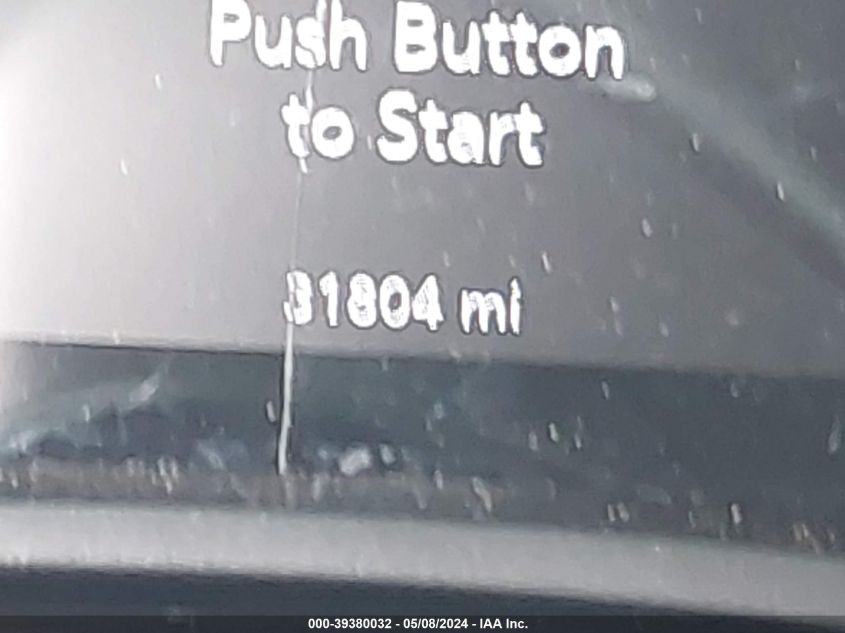 Push Button
to Start
31804 mi
000-39380032 - 05/08/2024 - IAA Inc.